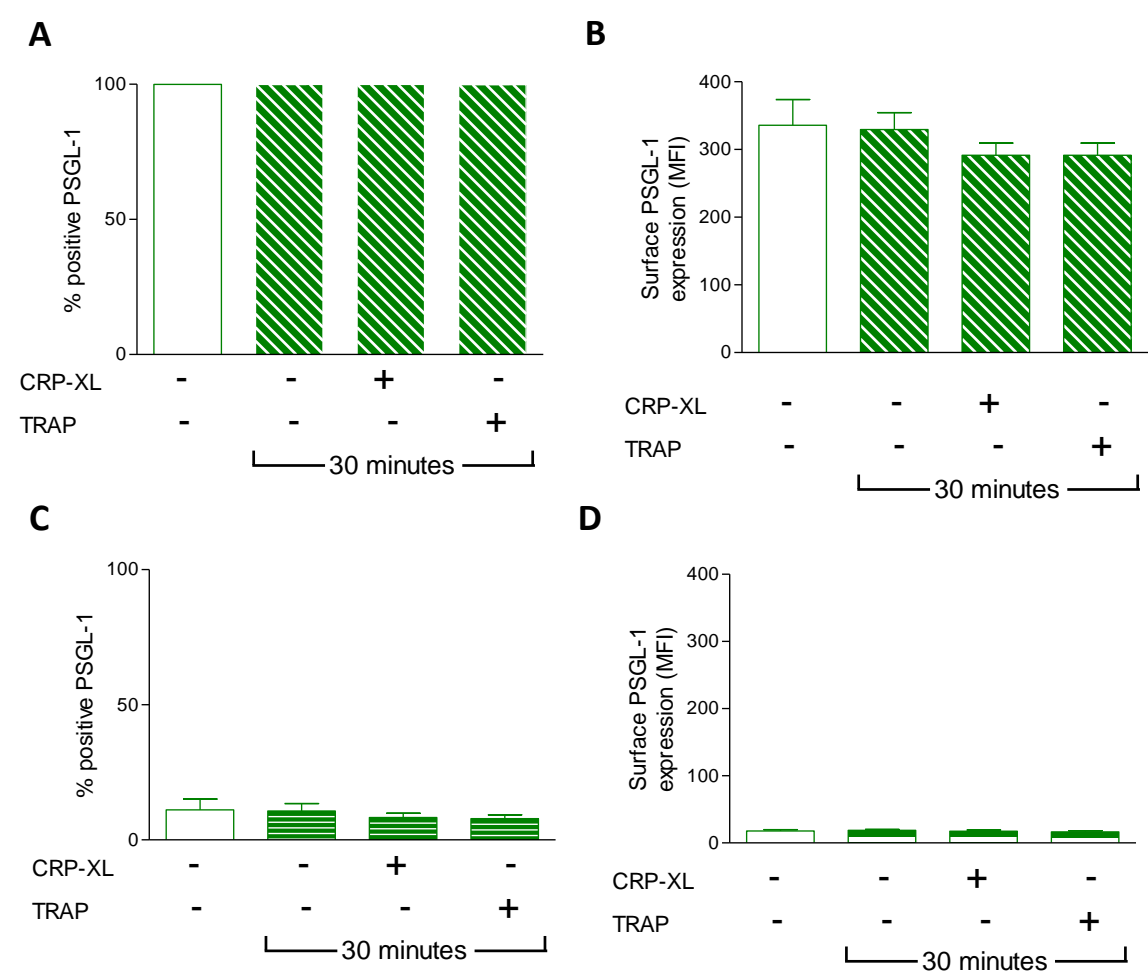 A
% positive PSGL-1
100
50
0
CRP-XL - - + -
TRAP - - - +
30 minutes
B
Surface PSGL-1
expression (MFI)
400
300
200
100
0
CRP-XL - - + -
TRAP - - - +
30 minutes
C
% positive PSGL-1
100
50
0
CRP-XL - - + -
TRAP - - - +
30 minutes
D
Surface PSGL-1
expression (MFI)
400
300
200
100
0
CRP-XL - - + -
TRAP - - - +
30 minutes